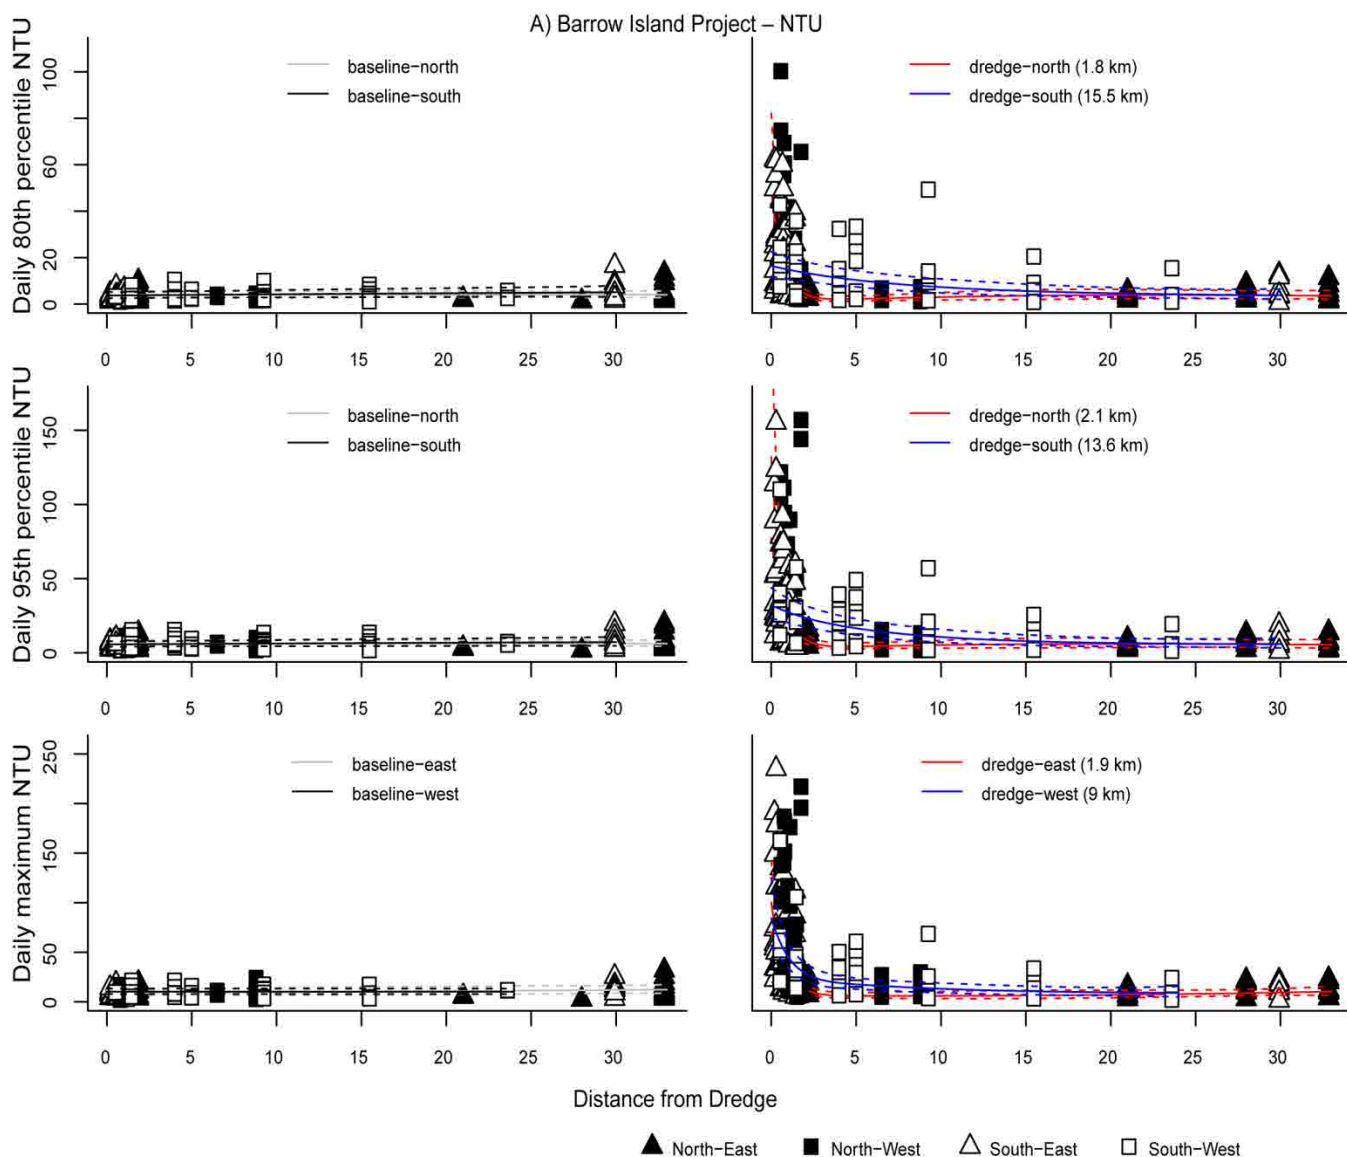 A) Barrow Island Project – NTU
Daily 80th percentile NTU
100
60
20
0
baseline−north
baseline−south
0 5 10 15 20 25 30
dredge−north (1.8 km)
dredge−south (15.5 km)
0 5 10 15 20 25 30
Daily 95th percentile NTU
150
100
50
0
baseline−north
baseline−south
0 5 10 15 20 25 30
dredge−north (2.1 km)
dredge−south (13.6 km)
0 5 10 15 20 25 30
Daily maximum NTU
250
150
50
0
baseline−east
baseline−west
0 5 10 15 20 25 30
dredge−east (1.9 km)
dredge−west (9 km)
0 5 10 15 20 25 30
Distance from Dredge
North−East North−West South−East South−West